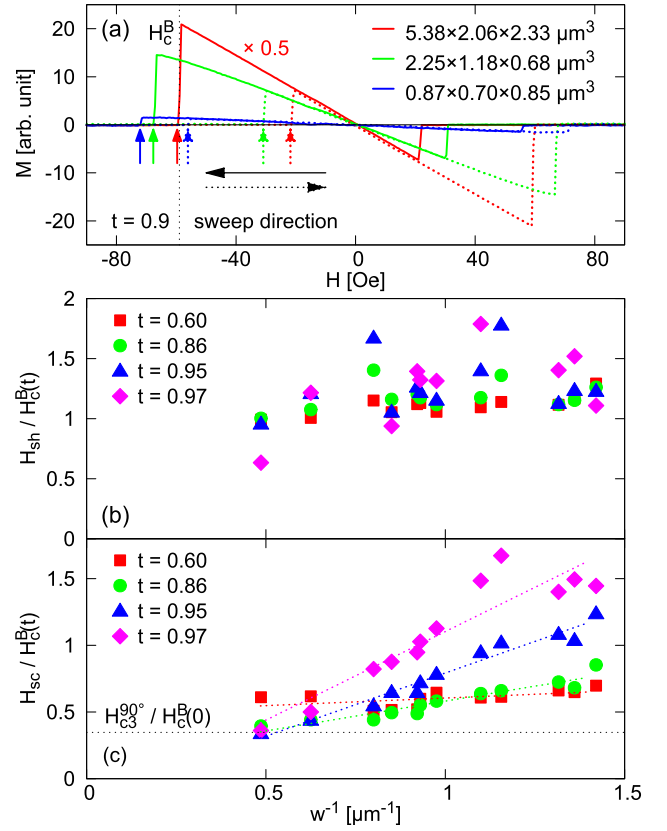 (a)
H_c^B
× 0.5
5.38×2.06×2.33 μm³
2.25×1.18×0.68 μm³
0.87×0.70×0.85 μm³
M [arb. unit]
20
10
0
-10
-20
t = 0.9
sweep direction
-80
-40
0
40
80
H [Oe]
H_sh / H_c^B(t)
2
1.5
1
0.5
0
t = 0.60
t = 0.86
t = 0.95
t = 0.97
(b)
H_sc / H_c^B(t)
1.5
1
0.5
0
t = 0.60
t = 0.86
t = 0.95
t = 0.97
H_c3^90° / H_c^B(0)
(c)
0
0.5
1
1.5
w⁻¹ [μm⁻¹]